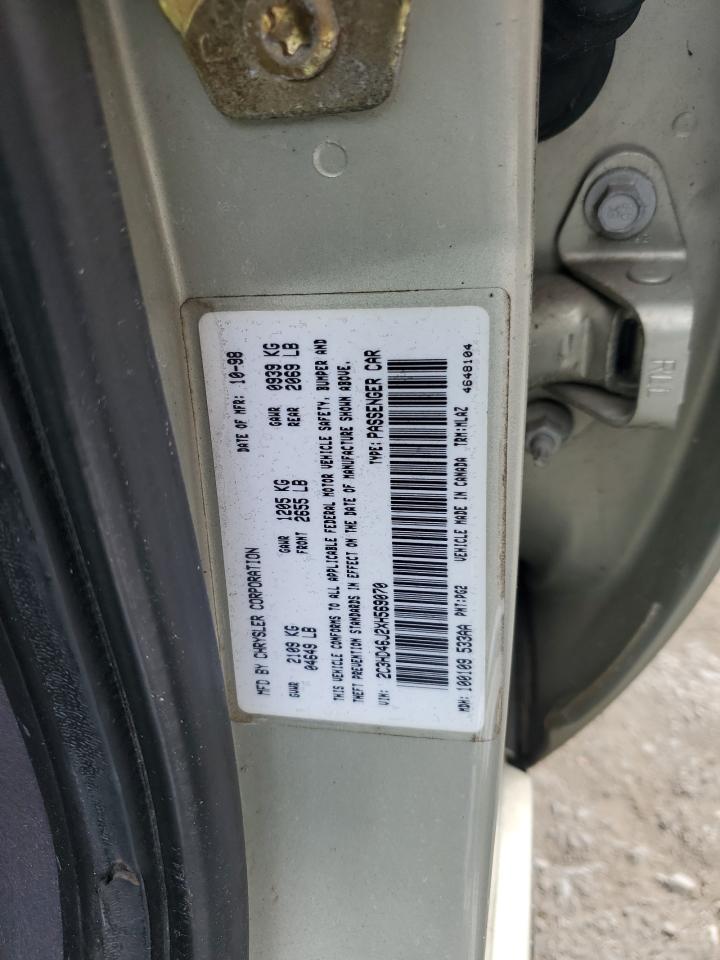 MFD BY CHRYSLER CORPORATION
DATE OF MFR: 10-98
GVWR 2109 KG 04649 LB
GAWR FRONT 1205 KG 2655 LB
GAWR REAR 0939 KG 2069 LB
THIS VEHICLE CONFORMS TO ALL APPLICABLE FEDERAL MOTOR VEHICLE SAFETY, BUMPER AND
THEFT PREVENTION STANDARDS IN EFFECT ON THE DATE OF MANUFACTURE SHOWN ABOVE.
VIN: 2C3HD46J2XH569070 TYPE: PASSENGER CAR
MDH: 100109 533AA PNT:PG2 VEHICLE MADE IN CANADA TRM:MLAZ
4648104
RL1